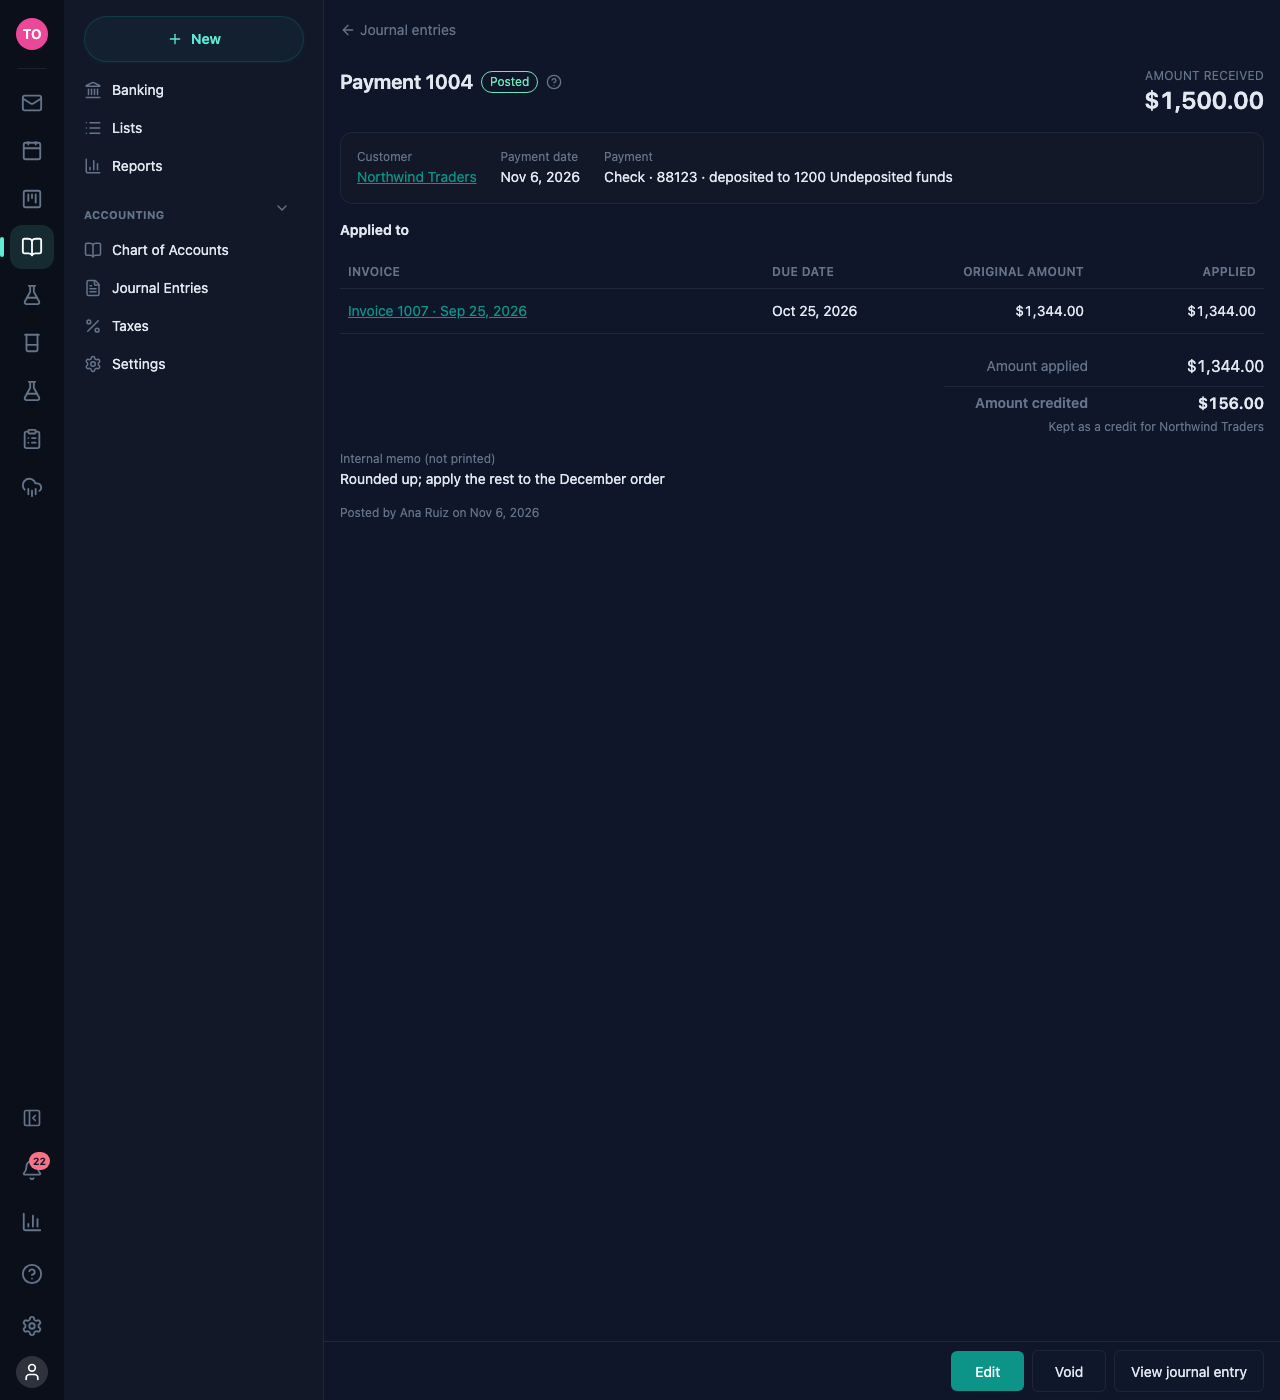 TO
New
Banking
Lists
Reports
ACCOUNTING
Chart of Accounts
Journal Entries
Taxes
Settings
22
Journal entries
Payment 1004 Posted
AMOUNT RECEIVED
$1,500.00
Customer Payment date Payment
Northwind Traders Nov 6, 2026 Check · 88123 · deposited to 1200 Undeposited funds
Applied to
INVOICE DUE DATE ORIGINAL AMOUNT APPLIED
Invoice 1007 · Sep 25, 2026 Oct 25, 2026 $1,344.00 $1,344.00
Amount applied $1,344.00
Amount credited $156.00
Kept as a credit for Northwind Traders
Internal memo (not printed)
Rounded up; apply the rest to the December order
Posted by Ana Ruiz on Nov 6, 2026
Edit Void View journal entry